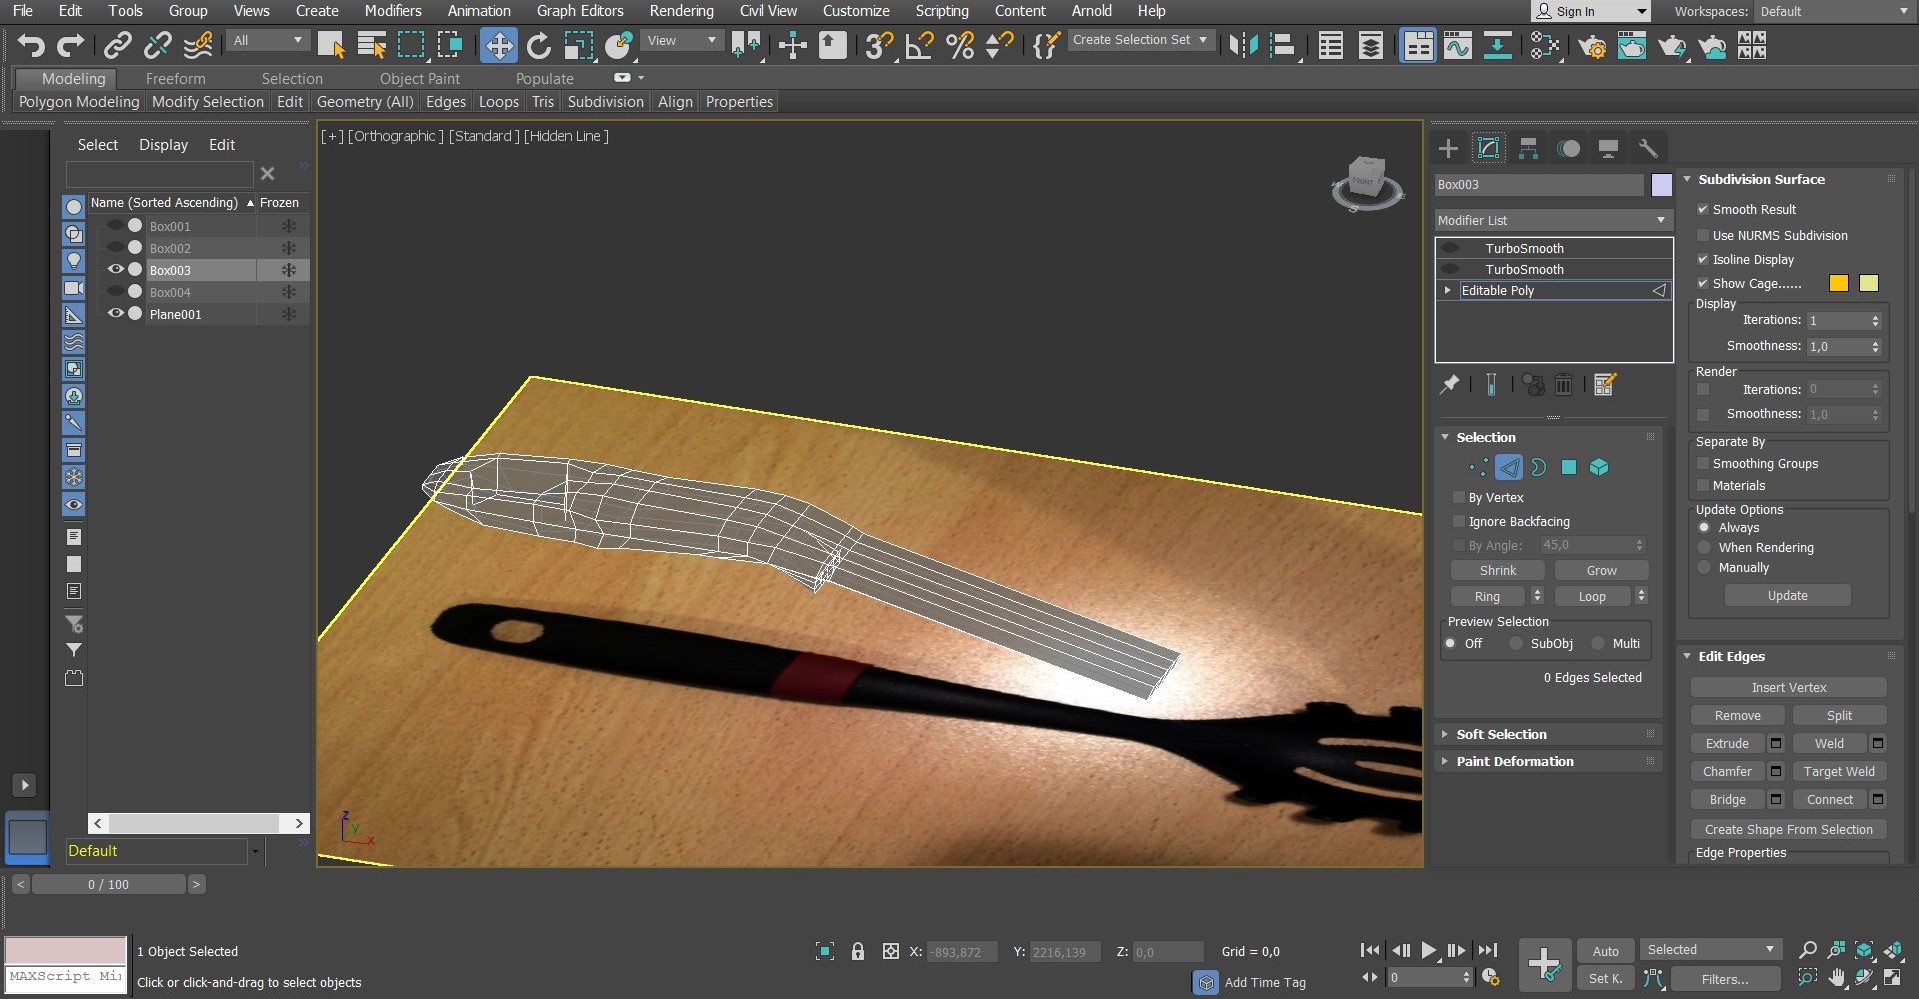 File Edit Tools Group Views Create Modifiers Animation Graph Editors Rendering Civil View Customize Scripting Content Arnold Help Sign In Workspaces: Default
All View Create Selection Set
Modeling Freeform Selection Object Paint Populate
Polygon Modeling Modify Selection Edit Geometry (All) Edges Loops Tris Subdivision Align Properties
Select Display Edit
Name (Sorted Ascending) Frozen
Box001
Box002
Box003
Box004
Plane001
Default
[+] [Orthographic ] [Standard ] [Hidden Line ]
FRONT
S
z
y
x
Box003
Modifier List
TurboSmooth
TurboSmooth
Editable Poly
Selection
By Vertex
Ignore Backfacing
By Angle: 45,0
Shrink Grow
Ring Loop
Preview Selection
Off SubObj Multi
0 Edges Selected
Soft Selection
Paint Deformation
Subdivision Surface
Smooth Result
Use NURMS Subdivision
Isoline Display
Show Cage......
Display
Iterations: 1
Smoothness: 1,0
Render
Iterations: 0
Smoothness: 1,0
Separate By
Smoothing Groups
Materials
Update Options
Always
When Rendering
Manually
Update
Edit Edges
Insert Vertex
Remove Split
Extrude Weld
Chamfer Target Weld
Bridge Connect
Create Shape From Selection
Edge Properties
< 0 / 100 >
1 Object Selected X: -893,872 Y: 2216,139 Z: 0,0 Grid = 0,0 Auto Selected
MAXScript Mi
Click or click-and-drag to select objects Add Time Tag 0 Set K. Filters...